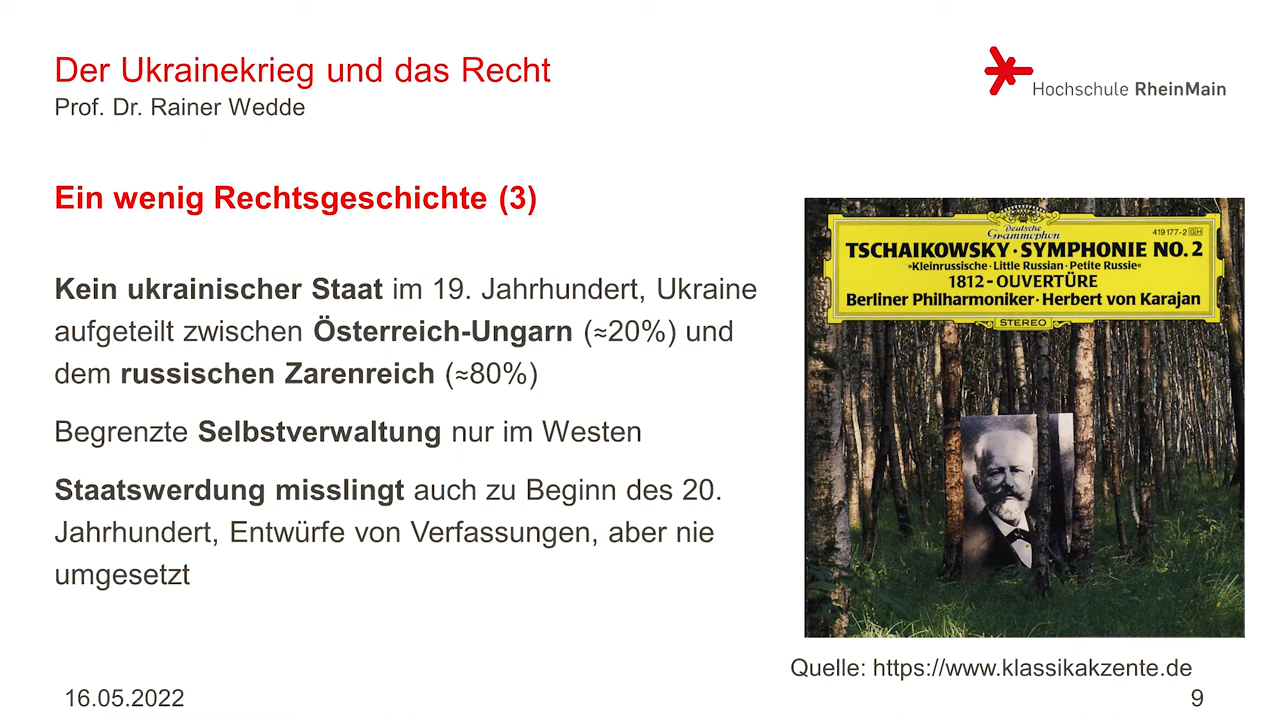 Der Ukrainekrieg und das Recht
Prof. Dr. Rainer Wedde
Hochschule RheinMain
Ein wenig Rechtsgeschichte (3)
Kein ukrainischer Staat im 19. Jahrhundert, Ukraine
aufgeteilt zwischen Österreich-Ungarn (≈20%) und
dem russischen Zarenreich (≈80%)
Begrenzte Selbstverwaltung nur im Westen
Staatswerdung misslingt auch zu Beginn des 20.
Jahrhundert, Entwürfe von Verfassungen, aber nie
umgesetzt
Deutsche
Grammophon
419 177-2 GH
TSCHAIKOWSKY · SYMPHONIE NO. 2
»Kleinrussische · Little Russian · Petite Russie«
1812 - OUVERTÜRE
Berliner Philharmoniker · Herbert von Karajan
STEREO
Quelle: https://www.klassikakzente.de
16.05.2022
9